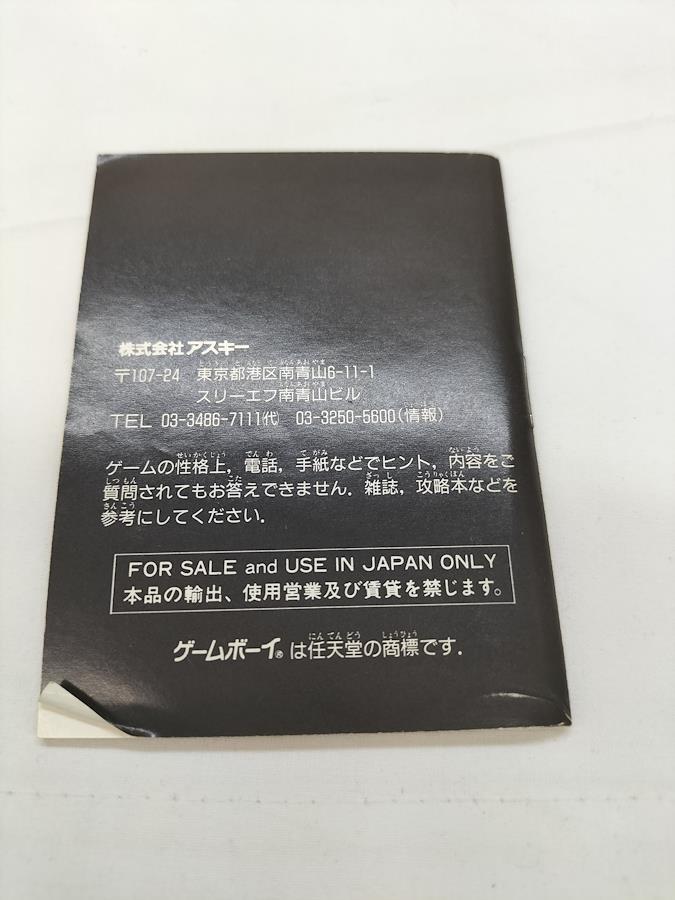 株式会社アスキー
〒107-24 東京都港区南青山6-11-1
スリーエフ南青山ビル
TEL 03-3486-7111(代) 03-3250-5600(情報)
ゲームの性格上，電話，手紙などでヒント，内容をご
質問されてもお答えできません．雑誌，攻略本などを
参考にしてください．
FOR SALE and USE IN JAPAN ONLY
本品の輸出、使用営業及び賃貸を禁じます。
ゲームボーイ®は任天堂の商標です．